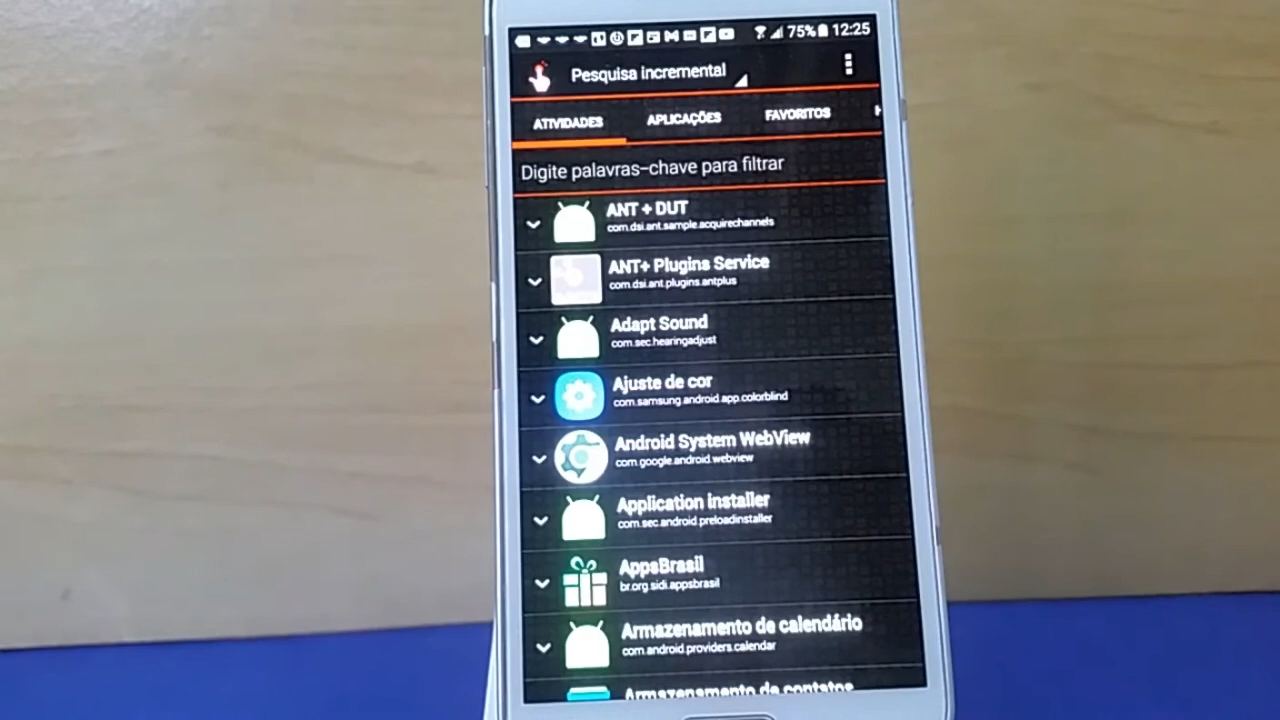 75% 12:25
Pesquisa incremental
ATIVIDADES APLICAÇÕES FAVORITOS
Digite palavras-chave para filtrar
ANT + DUT
com.dsi.ant.sample.acquirechannels
ANT+ Plugins Service
com.dsi.ant.plugins.antplus
Adapt Sound
com.sec.hearingadjust
Ajuste de cor
com.samsung.android.app.colorblind
Android System WebView
com.google.android.webview
Application installer
com.sec.android.preloadinstaller
AppsBrasil
br.org.sidi.appsbrasil
Armazenamento de calendário
com.android.providers.calendar
Armazenamento de contatos